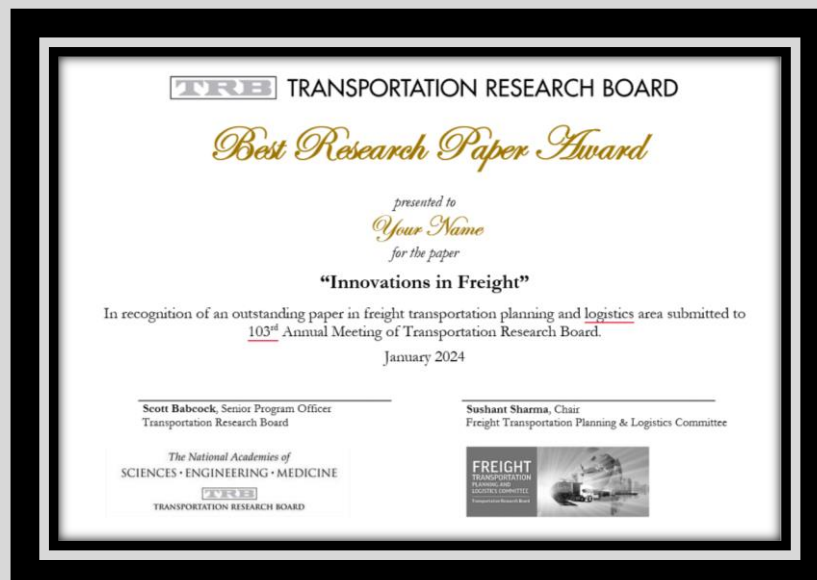 TRB TRANSPORTATION RESEARCH BOARD
Best Research Paper Award
presented to
Your Name
for the paper
“Innovations in Freight”
In recognition of an outstanding paper in freight transportation planning and logistics area submitted to
103rd Annual Meeting of Transportation Research Board.
January 2024
Scott Babcock, Senior Program Officer
Transportation Research Board
Sushant Sharma, Chair
Freight Transportation Planning & Logistics Committee
The National Academies of
SCIENCES • ENGINEERING • MEDICINE
TRB
TRANSPORTATION RESEARCH BOARD
FREIGHT
TRANSPORTATION
PLANNING AND
LOGISTICS COMMITTEE
Transportation Research Board